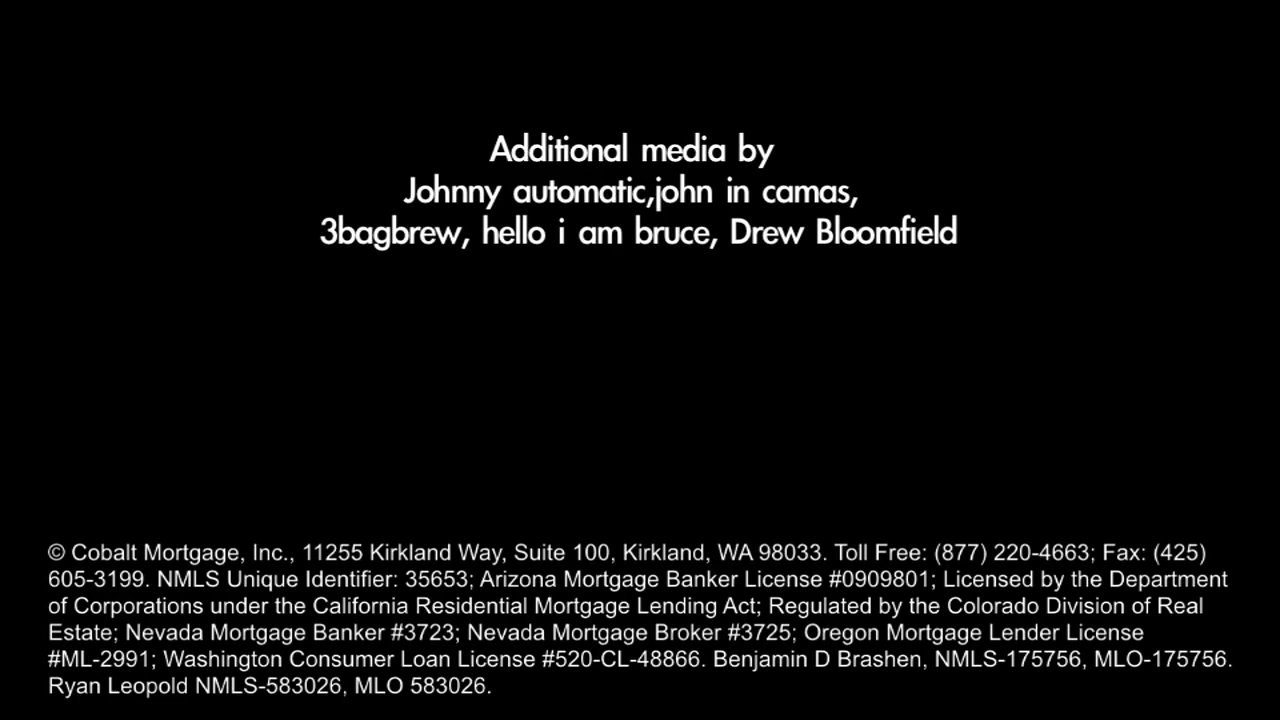 Additional media by
Johnny automatic,john in camas,
3bagbrew, hello i am bruce, Drew Bloomfield
© Cobalt Mortgage, Inc., 11255 Kirkland Way, Suite 100, Kirkland, WA 98033. Toll Free: (877) 220-4663; Fax: (425)
605-3199. NMLS Unique Identifier: 35653; Arizona Mortgage Banker License #0909801; Licensed by the Department
of Corporations under the California Residential Mortgage Lending Act; Regulated by the Colorado Division of Real
Estate; Nevada Mortgage Banker #3723; Nevada Mortgage Broker #3725; Oregon Mortgage Lender License
#ML-2991; Washington Consumer Loan License #520-CL-48866. Benjamin D Brashen, NMLS-175756, MLO-175756.
Ryan Leopold NMLS-583026, MLO 583026.